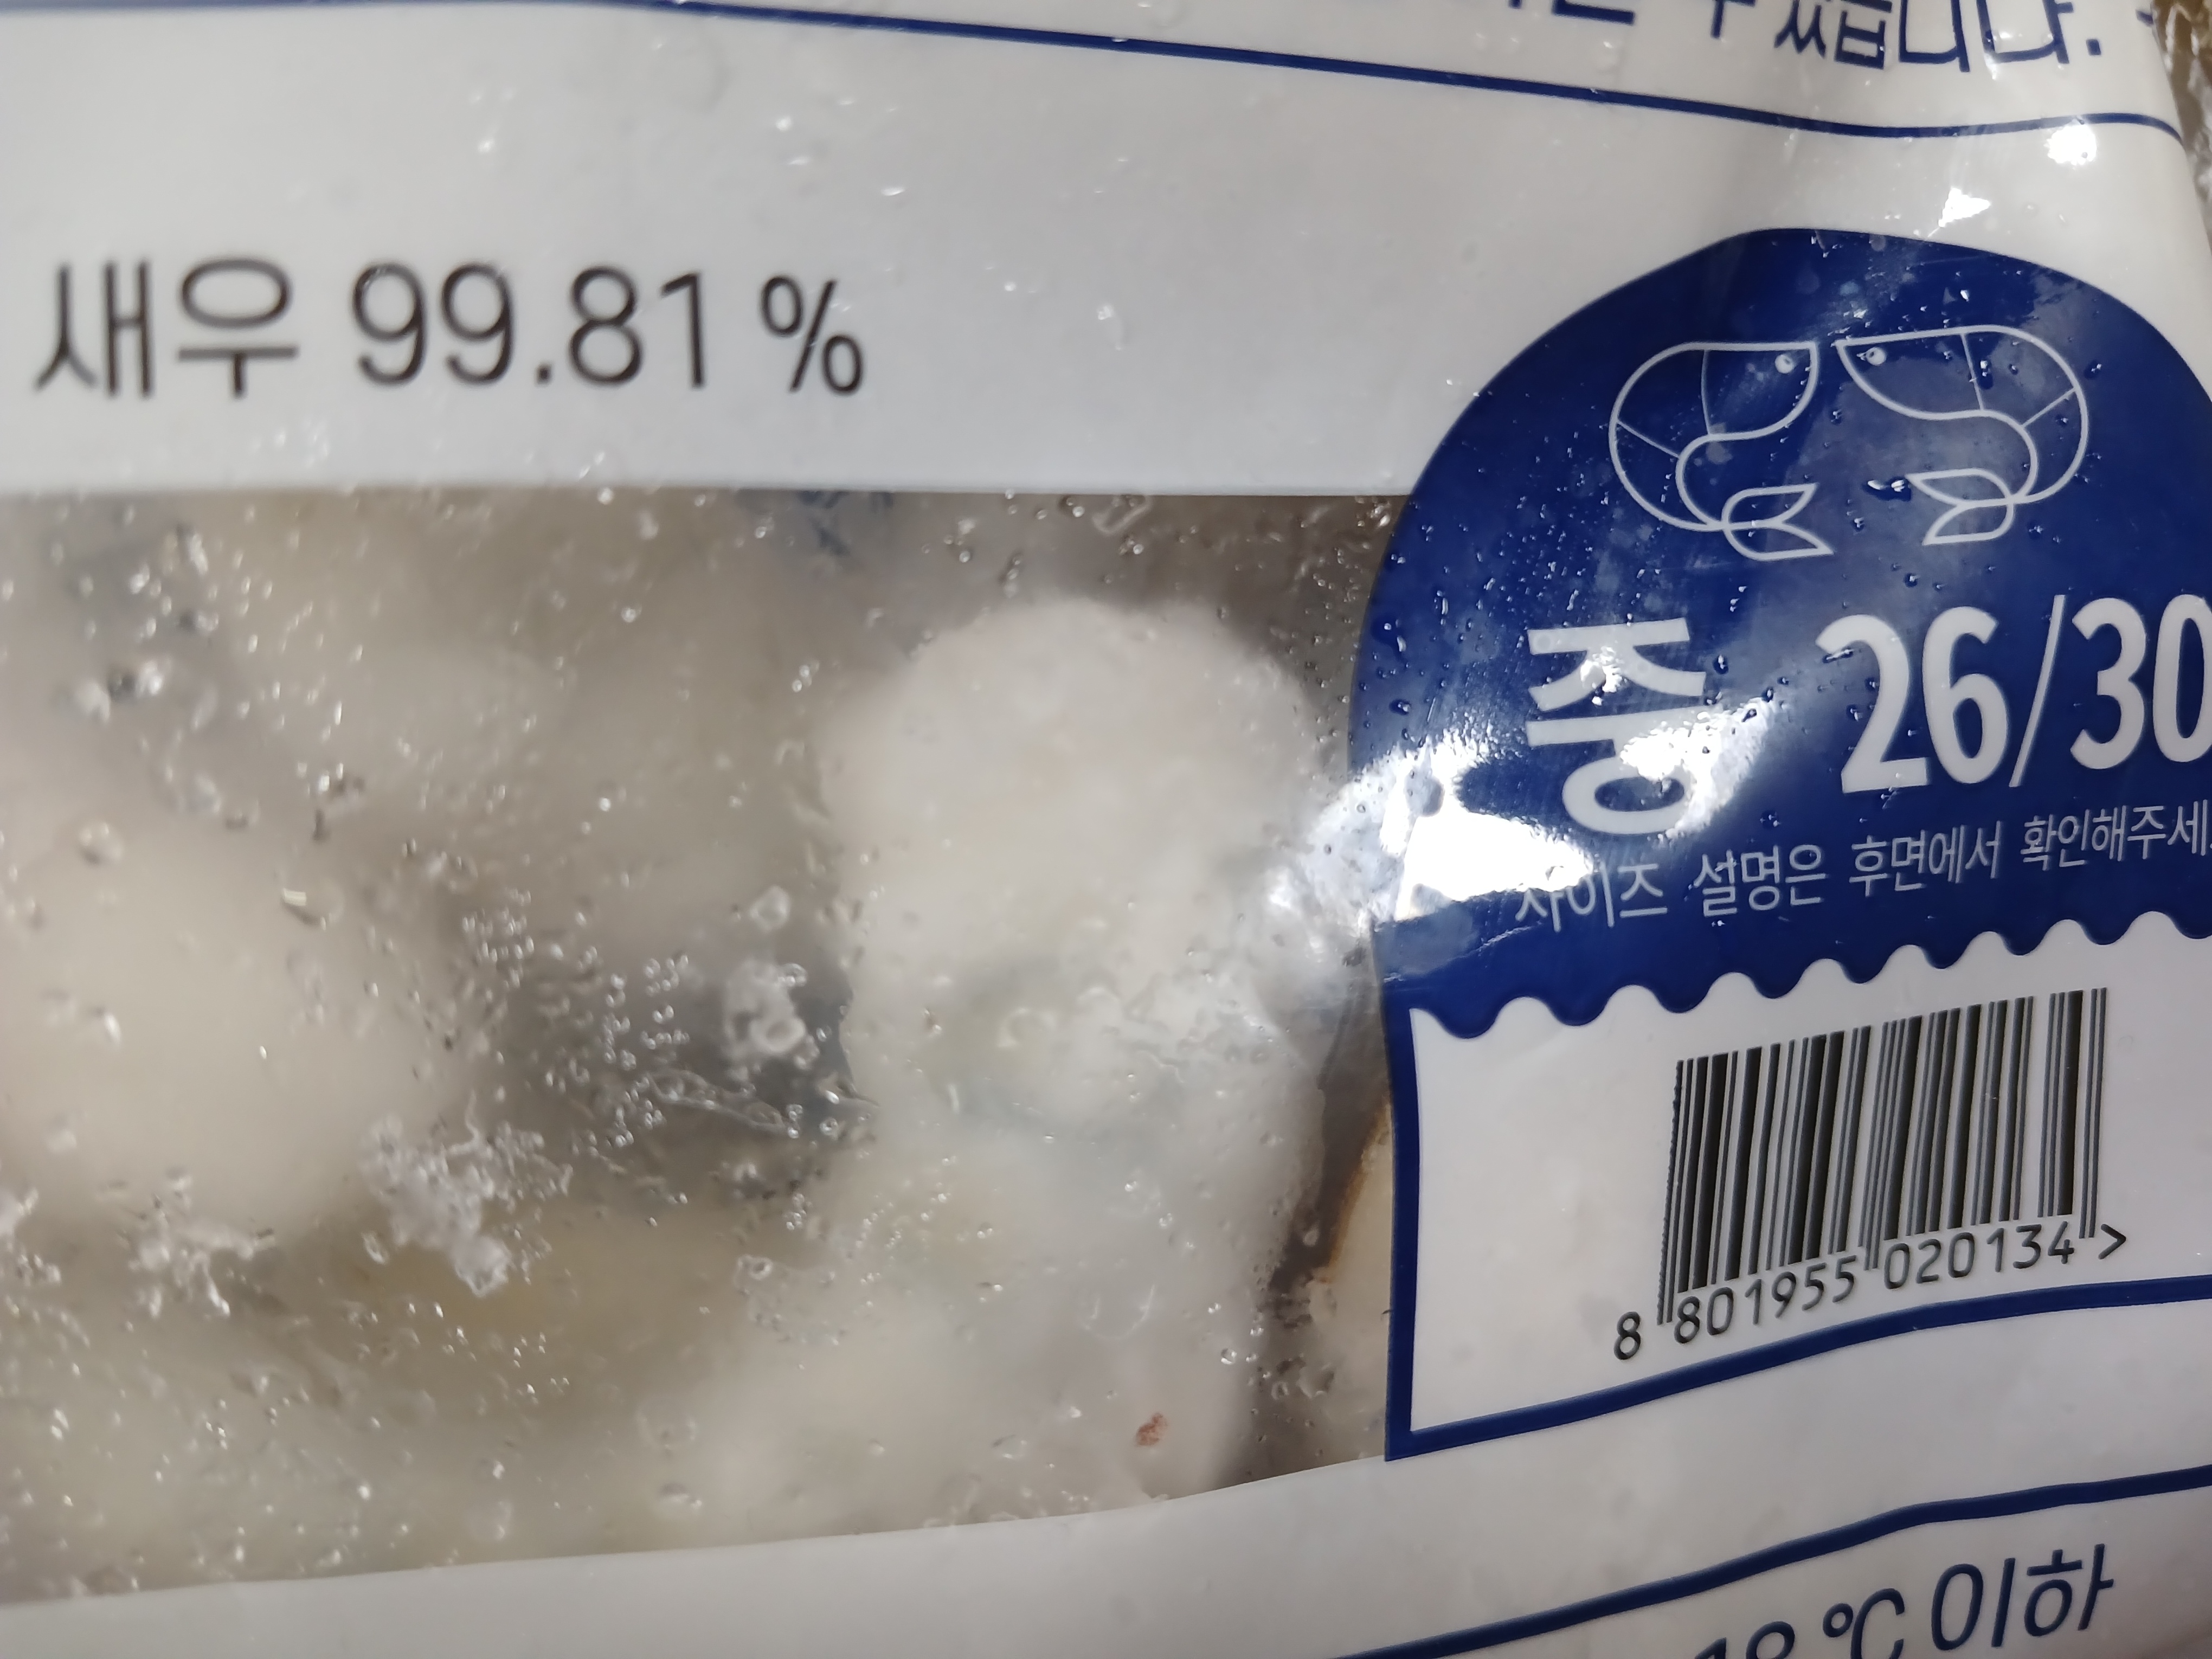 새우 99.81 %
중 26/30
사이즈 설명은 후면에서 확인해주세
8 801955 020134 >
18 ℃ 이하